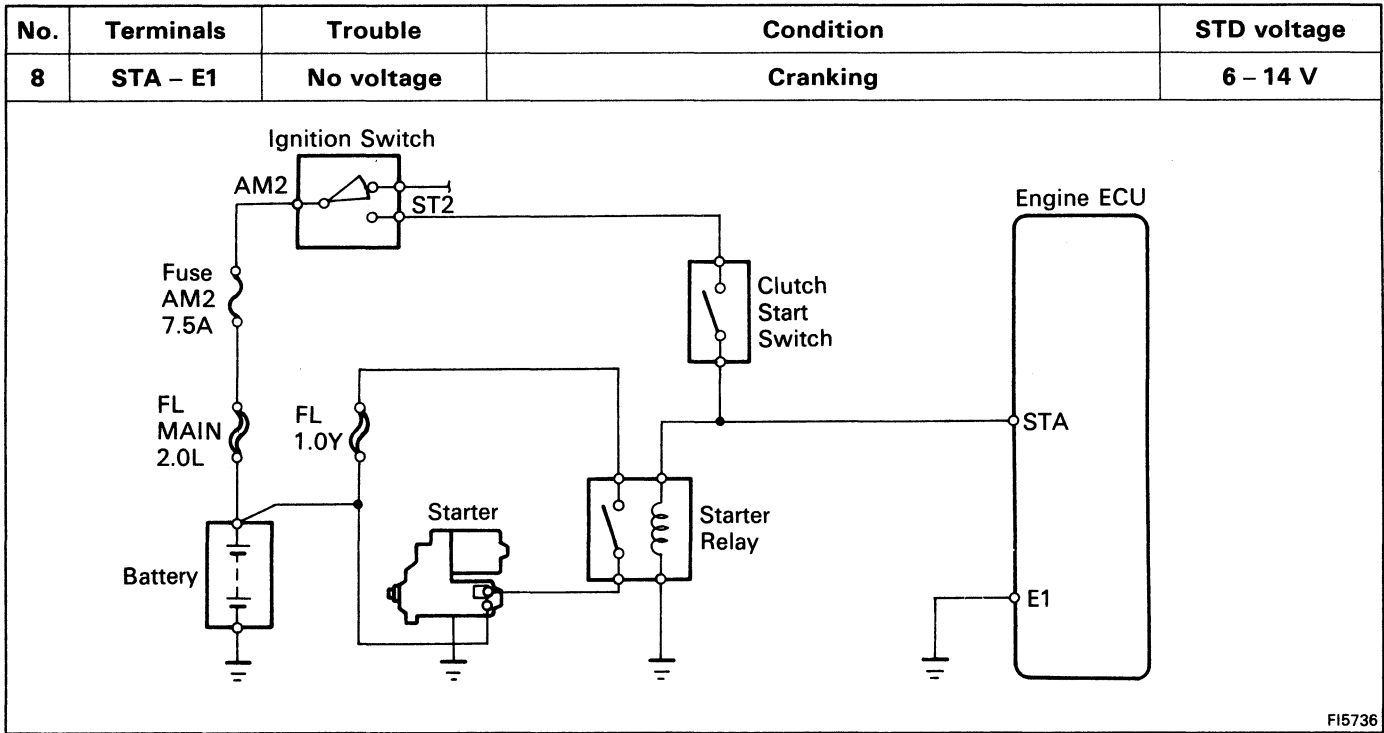 No. Terminals Trouble Condition STD voltage
8 STA – E1 No voltage Cranking 6 – 14 V
Ignition Switch
AM2
ST2
Engine ECU
Fuse
AM2
7.5A
Clutch
Start
Switch
FL
MAIN
2.0L
FL
1.0Y
STA
Starter
Starter
Relay
Battery
E1
FI5736